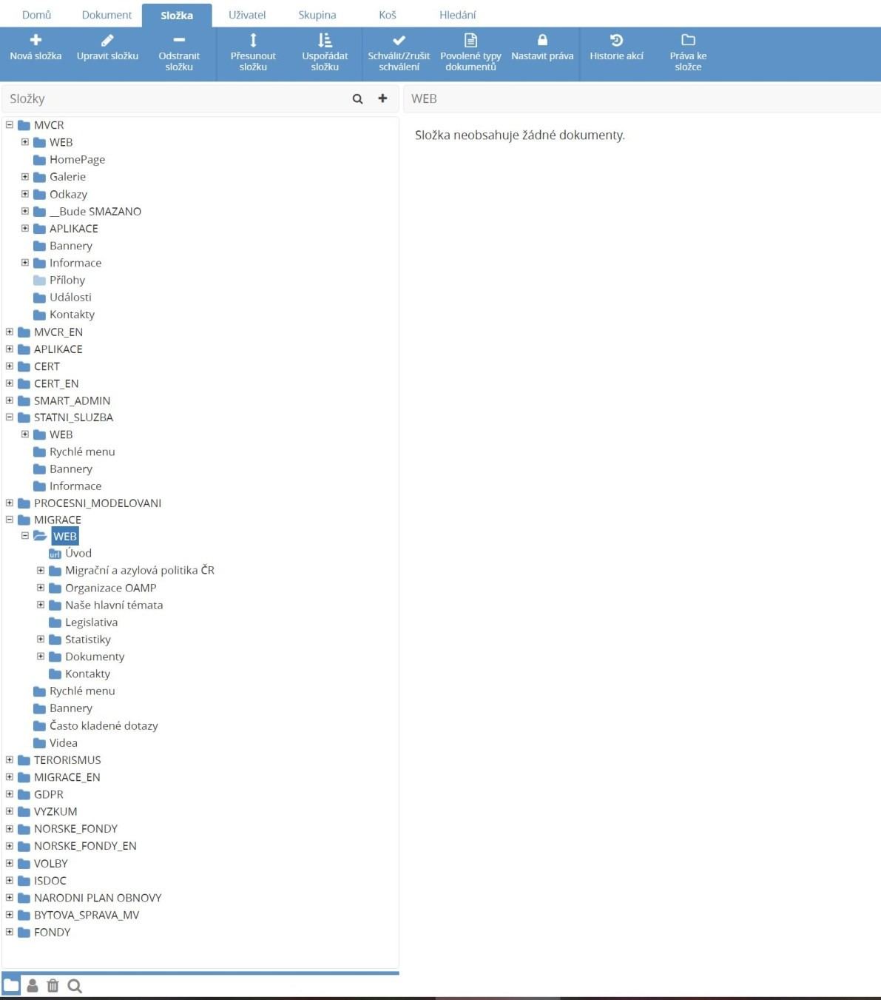 Domů Dokument Složka Uživatel Skupina Koš Hledání
Nová složka Upravit složku Odstranit složku Přesunout složku Uspořádat složku Schválit/Zrušit schválení Povolené typy dokumentů Nastavit práva Historie akcí Práva ke složce
Složky
WEB
Složka neobsahuje žádné dokumenty.
MVCR
WEB
HomePage
Galerie
Odkazy
__Bude SMAZANO
APLIKACE
Bannery
Informace
Přílohy
Události
Kontakty
MVCR_EN
APLIKACE
CERT
CERT_EN
SMART_ADMIN
STATNI_SLUZBA
WEB
Rychlé menu
Bannery
Informace
PROCESNI_MODELOVANI
MIGRACE
WEB
url Úvod
Migrační a azylová politika ČR
Organizace OAMP
Naše hlavní témata
Legislativa
Statistiky
Dokumenty
Kontakty
Rychlé menu
Bannery
Často kladené dotazy
Videa
TERORISMUS
MIGRACE_EN
GDPR
VYZKUM
NORSKE_FONDY
NORSKE_FONDY_EN
VOLBY
ISDOC
NARODNI PLAN OBNOVY
BYTOVA_SPRAVA_MV
FONDY